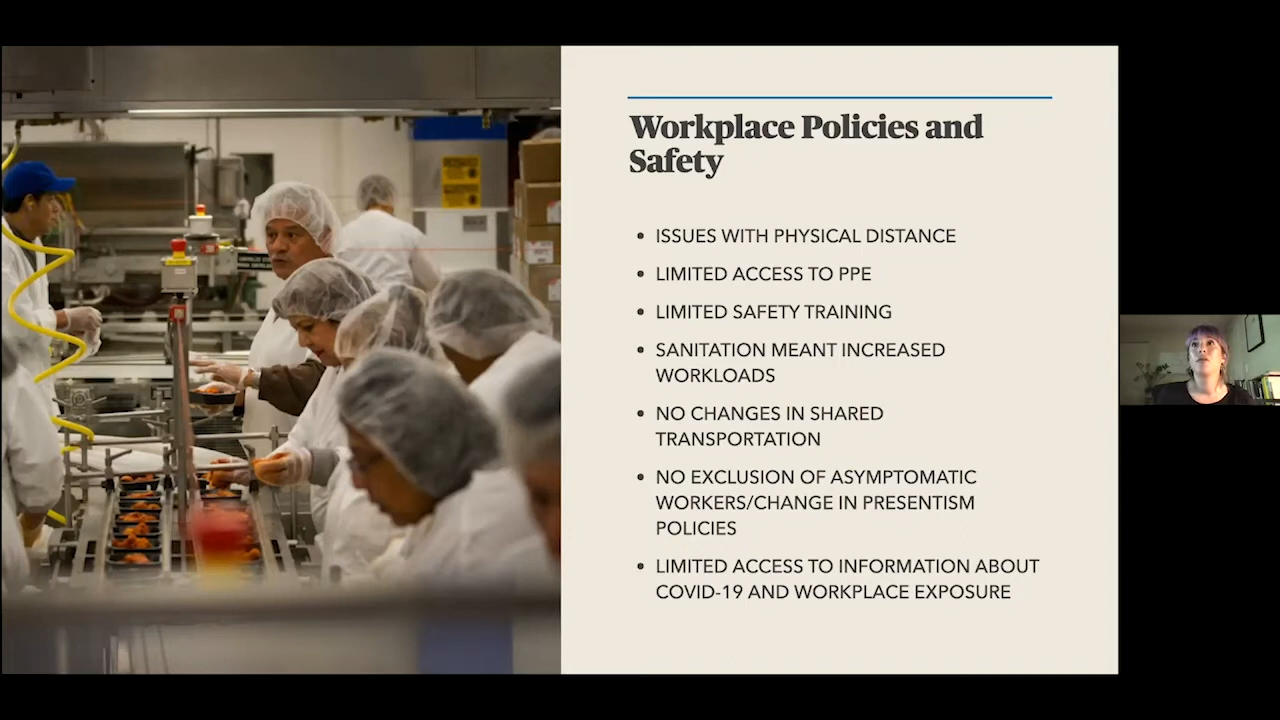 Workplace Policies and
Safety
• ISSUES WITH PHYSICAL DISTANCE
• LIMITED ACCESS TO PPE
• LIMITED SAFETY TRAINING
• SANITATION MEANT INCREASED
WORKLOADS
• NO CHANGES IN SHARED
TRANSPORTATION
• NO EXCLUSION OF ASYMPTOMATIC
WORKERS/CHANGE IN PRESENTISM
POLICIES
• LIMITED ACCESS TO INFORMATION ABOUT
COVID-19 AND WORKPLACE EXPOSURE